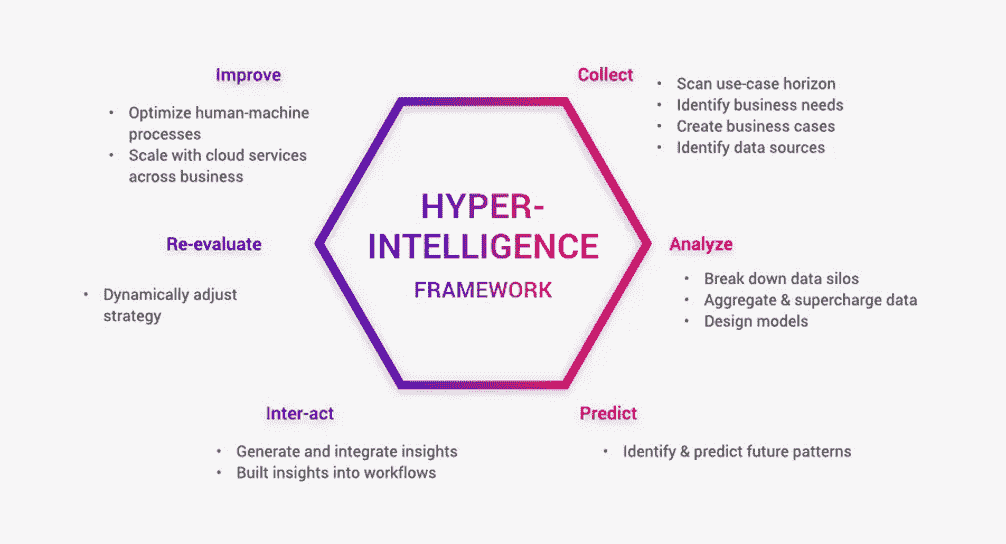 Improve
• Optimize human-machine
processes
• Scale with cloud services
across business
Collect
• Scan use-case horizon
• Identify business needs
• Create business cases
• Identify data sources
HYPER-
INTELLIGENCE
FRAMEWORK
Re-evaluate
• Dynamically adjust
strategy
Analyze
• Break down data silos
• Aggregate & supercharge data
• Design models
Inter-act
• Generate and integrate insights
• Built insights into workflows
Predict
• Identify & predict future patterns